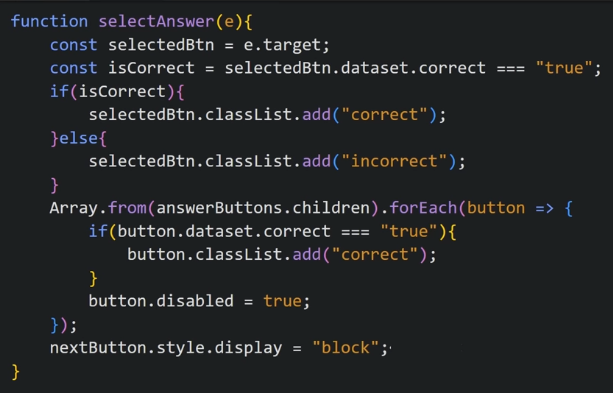 function selectAnswer(e){
    const selectedBtn = e.target;
    const isCorrect = selectedBtn.dataset.correct === "true";
    if(isCorrect){
        selectedBtn.classList.add("correct");
    }else{
        selectedBtn.classList.add("incorrect");
    }
    Array.from(answerButtons.children).forEach(button => {
        if(button.dataset.correct === "true"){
            button.classList.add("correct");
        }
        button.disabled = true;
    });
    nextButton.style.display = "block";
}